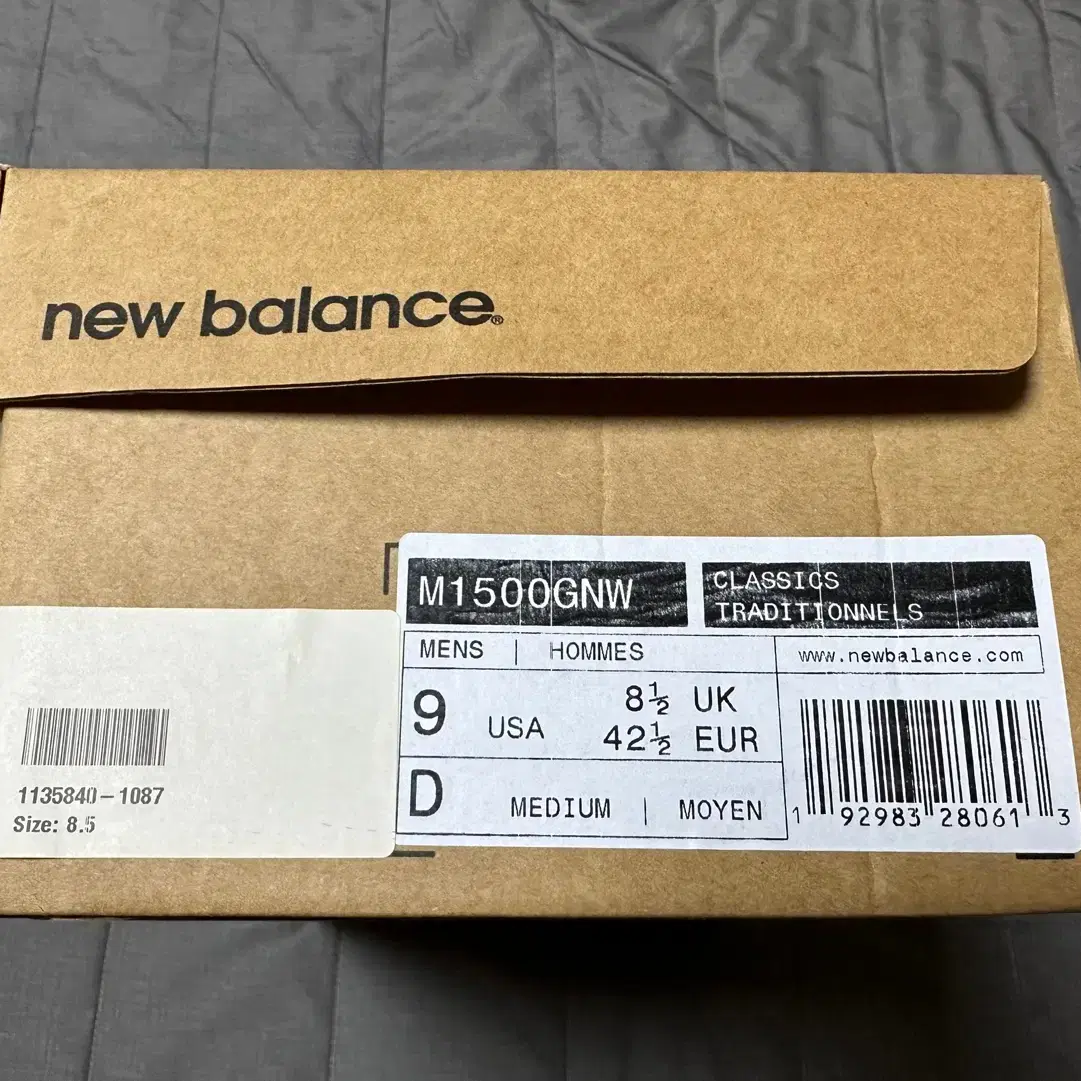 new balance®
M1500GNW
CLASSICS
TRADITIONNELS
MENS | HOMMES
www.newbalance.com
9 USA
8½ UK
42½ EUR
D MEDIUM | MOYEN
1 92983 28061 3
1135840-1087
Size: 8.5